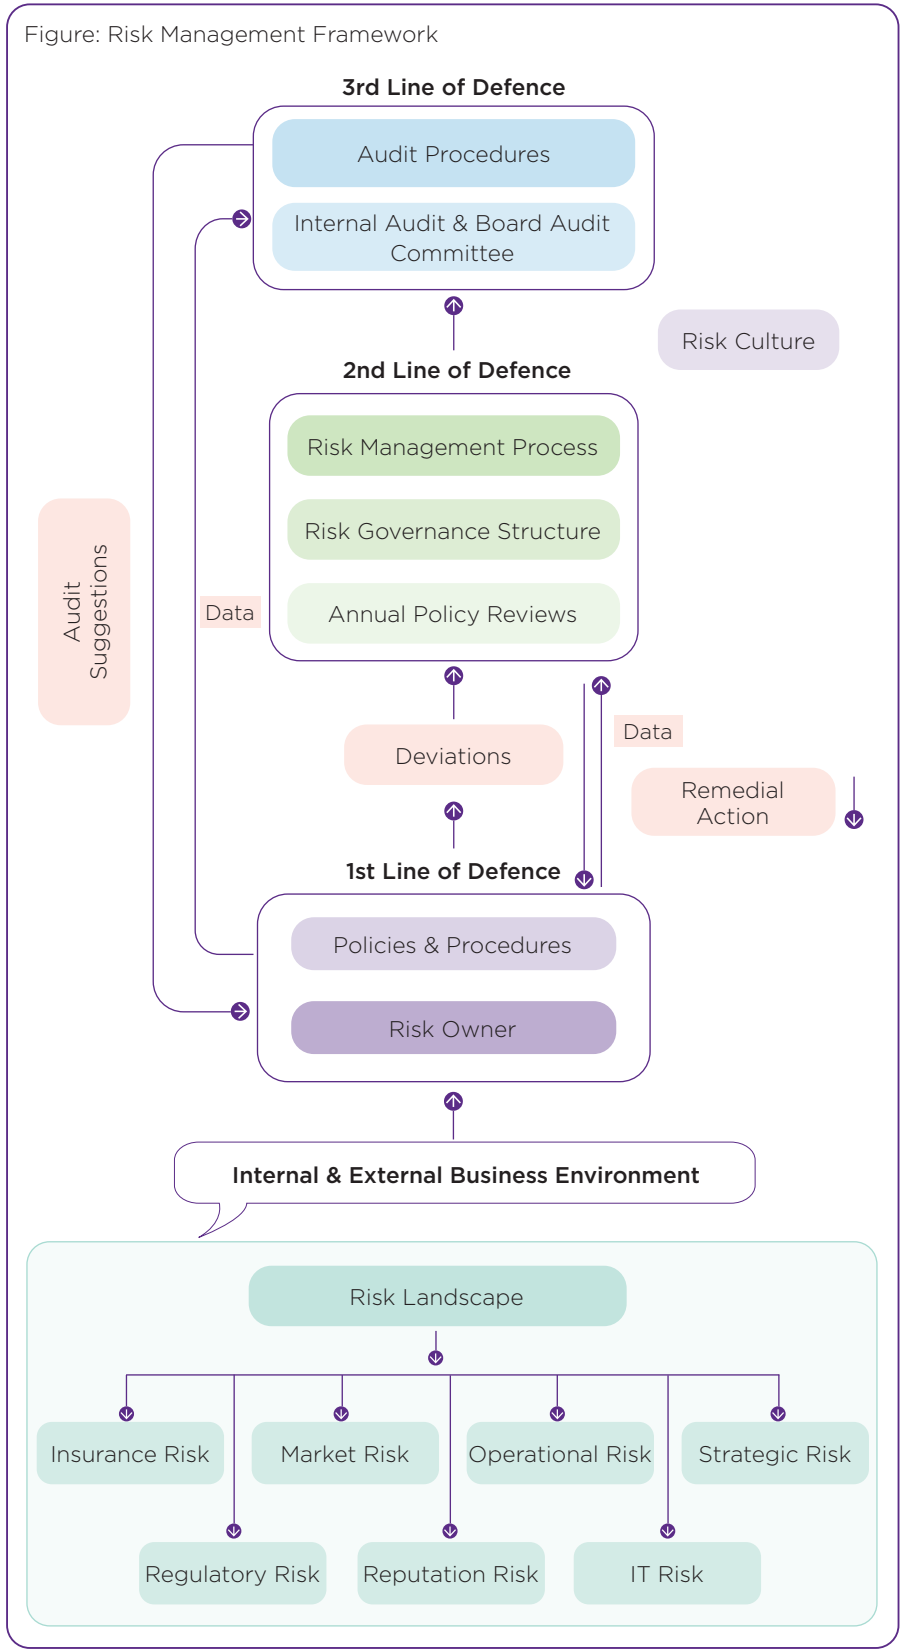 Figure: Risk Management Framework
3rd Line of Defence
Audit Procedures
Internal Audit & Board Audit
Committee
Risk Culture
2nd Line of Defence
Risk Management Process
Risk Governance Structure
Annual Policy Reviews
Audit
Suggestions
Data
Deviations
Data
Remedial
Action
1st Line of Defence
Policies & Procedures
Risk Owner
Internal & External Business Environment
Risk Landscape
Insurance Risk
Market Risk
Operational Risk
Strategic Risk
Regulatory Risk
Reputation Risk
IT Risk